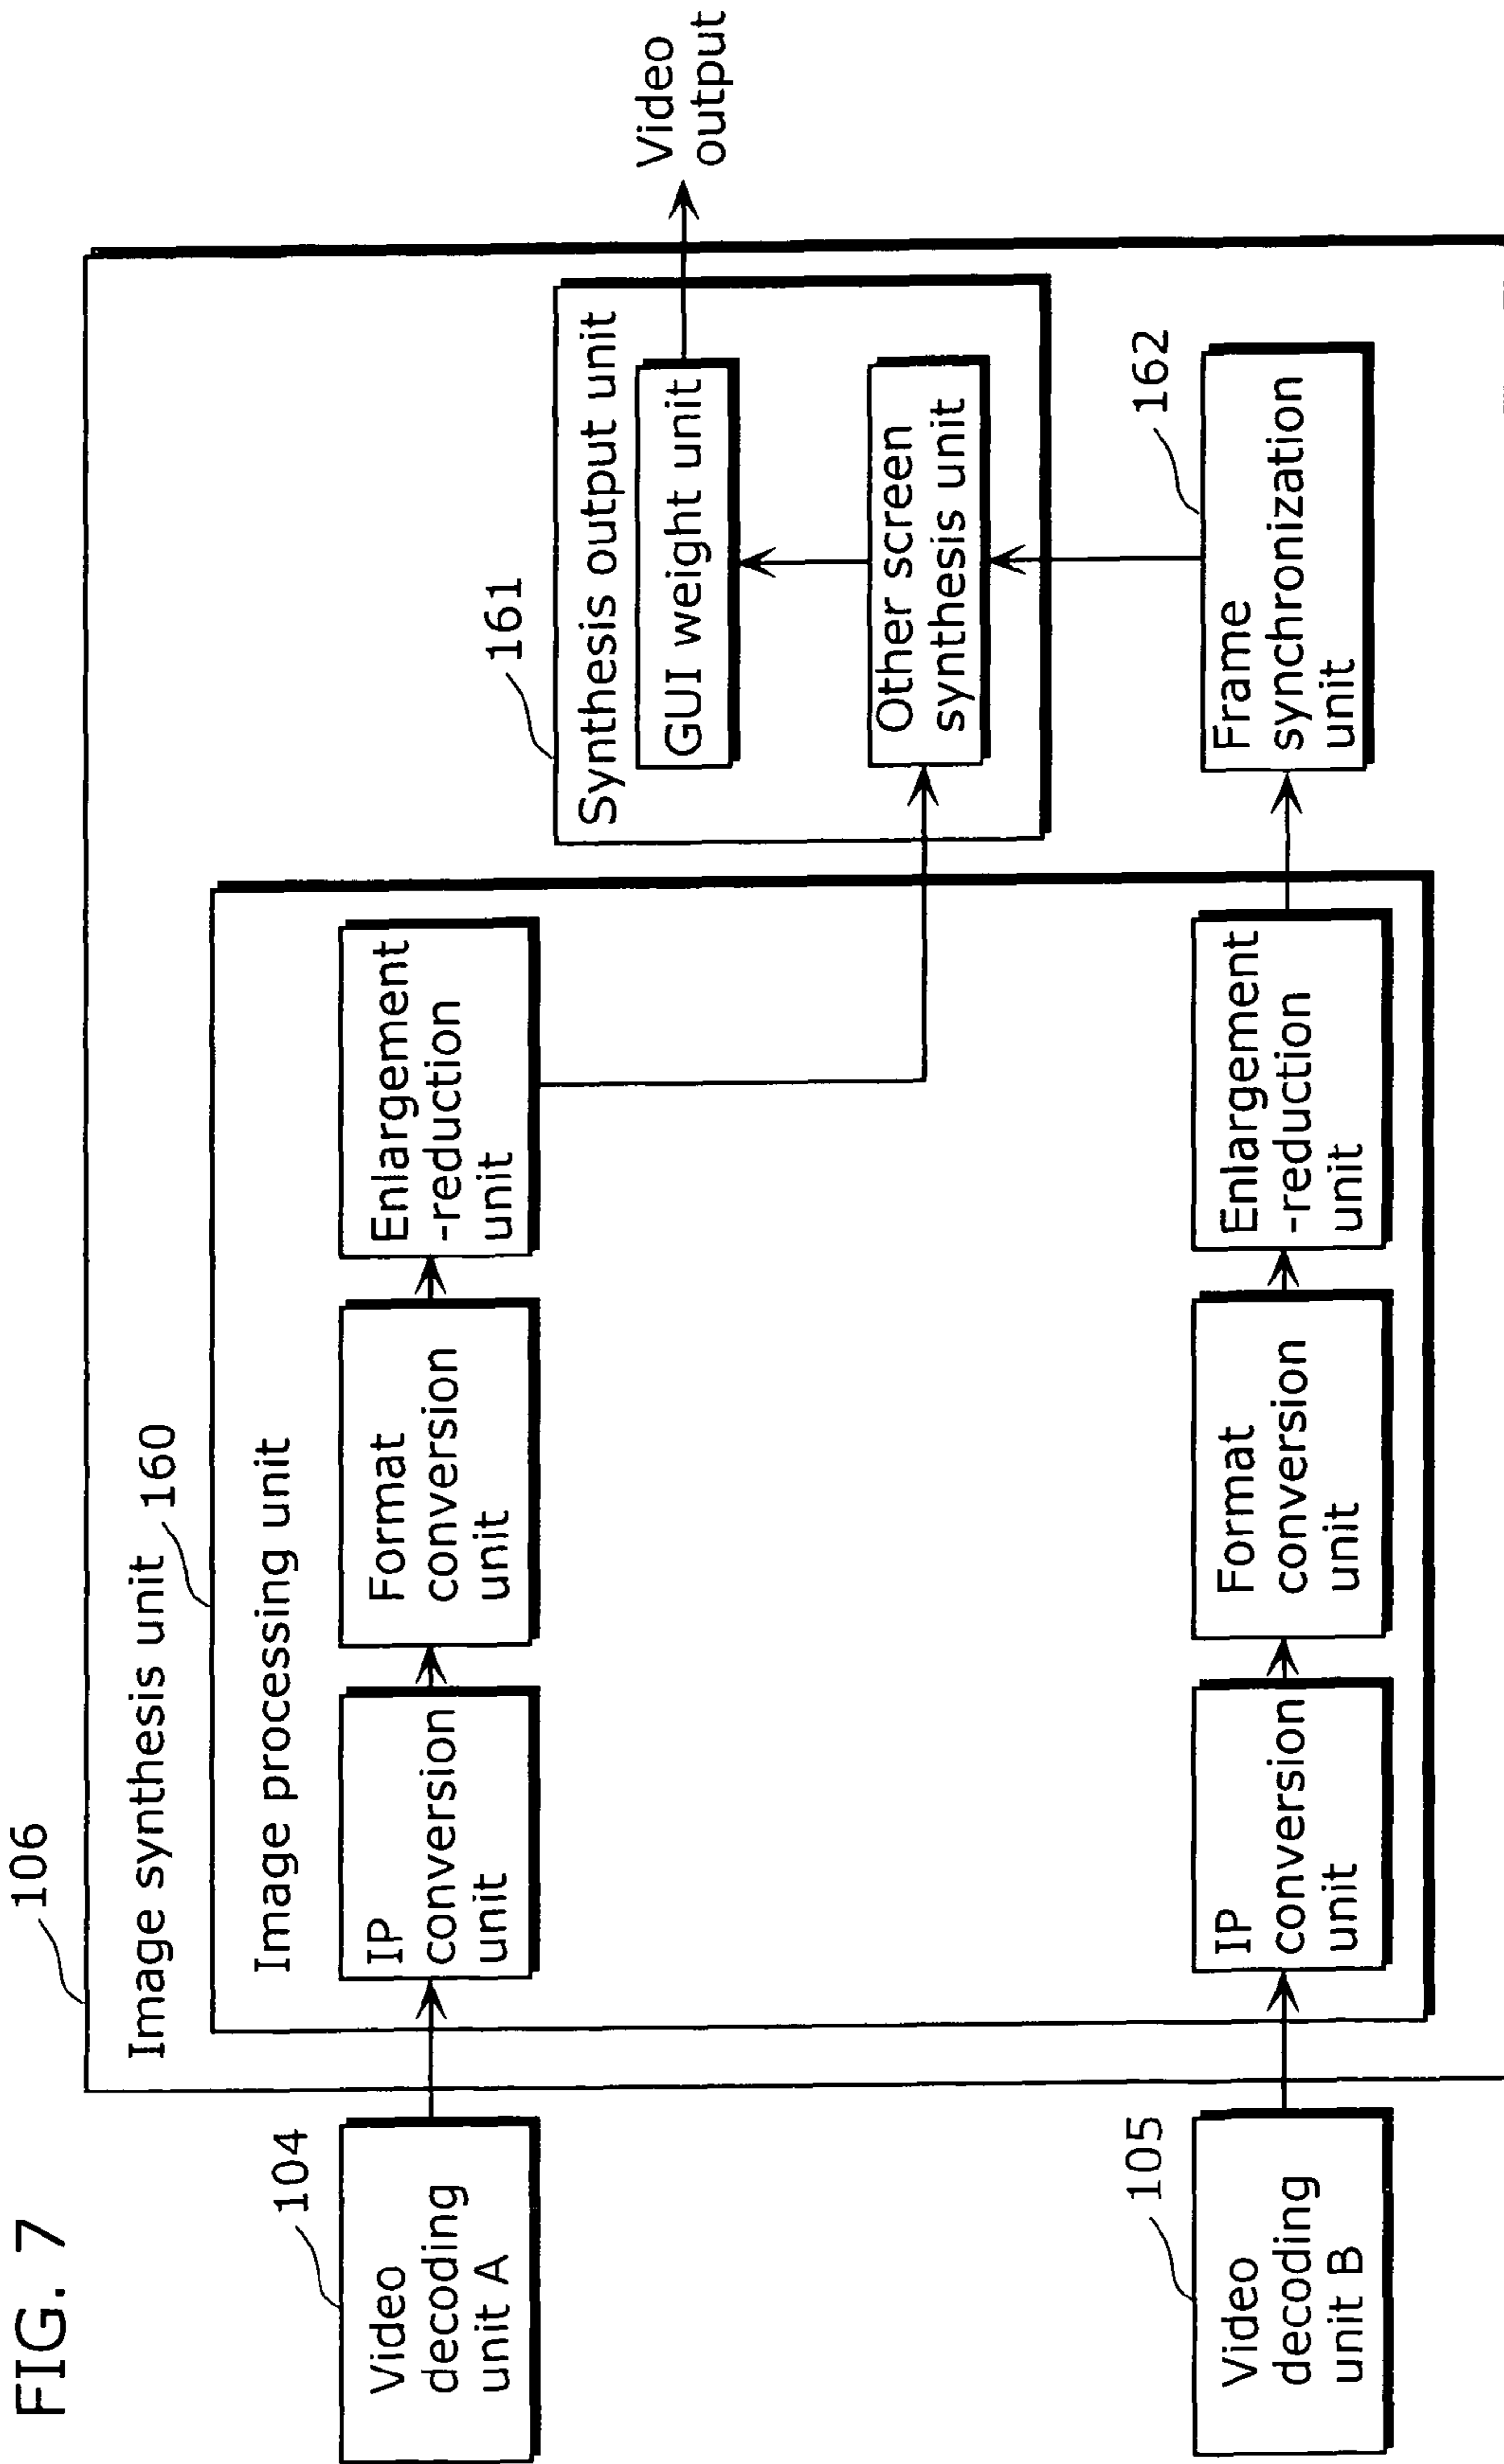 FIG. 7
106
Image synthesis unit
160
Image processing unit
104
Video
decoding
unit A
IP
conversion
unit
Format
conversion
unit
Enlargement
-reduction
unit
161
Synthesis output unit
GUI weight unit
Video
output
Other screen
synthesis unit
105
Video
decoding
unit B
IP
conversion
unit
Format
conversion
unit
Enlargement
-reduction
unit
162
Frame
synchronization
unit